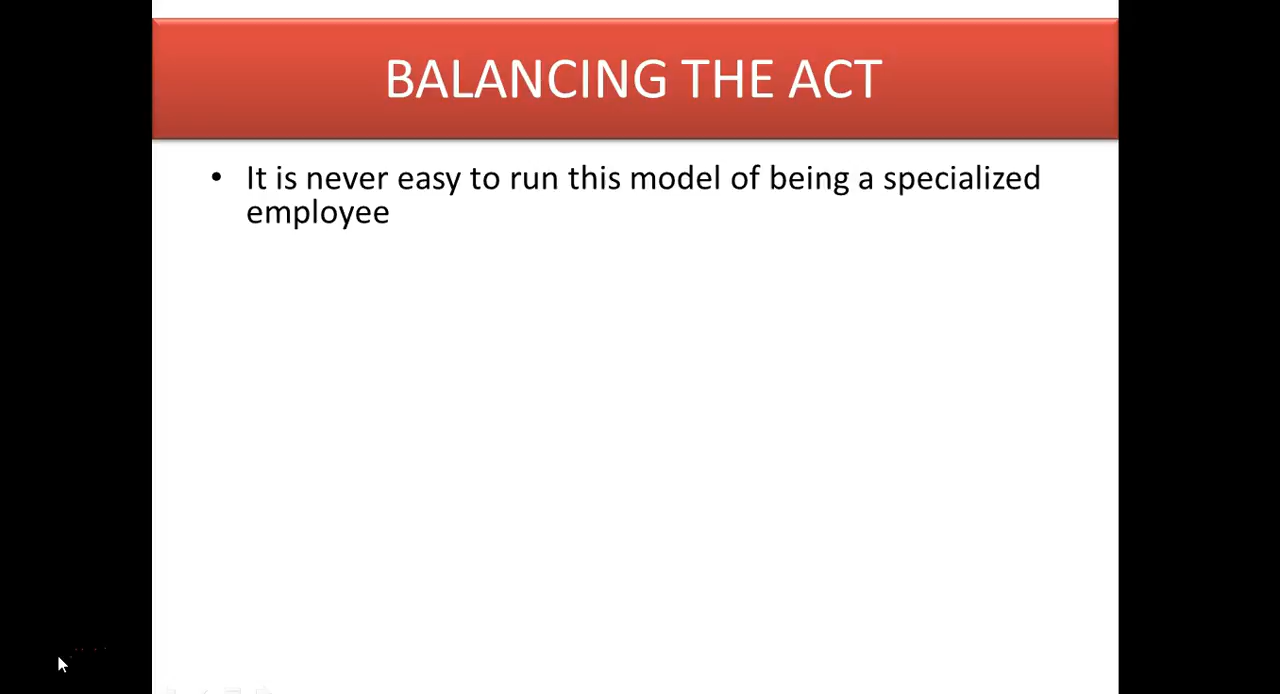 BALANCING THE ACT
• It is never easy to run this model of being a specialized
employee